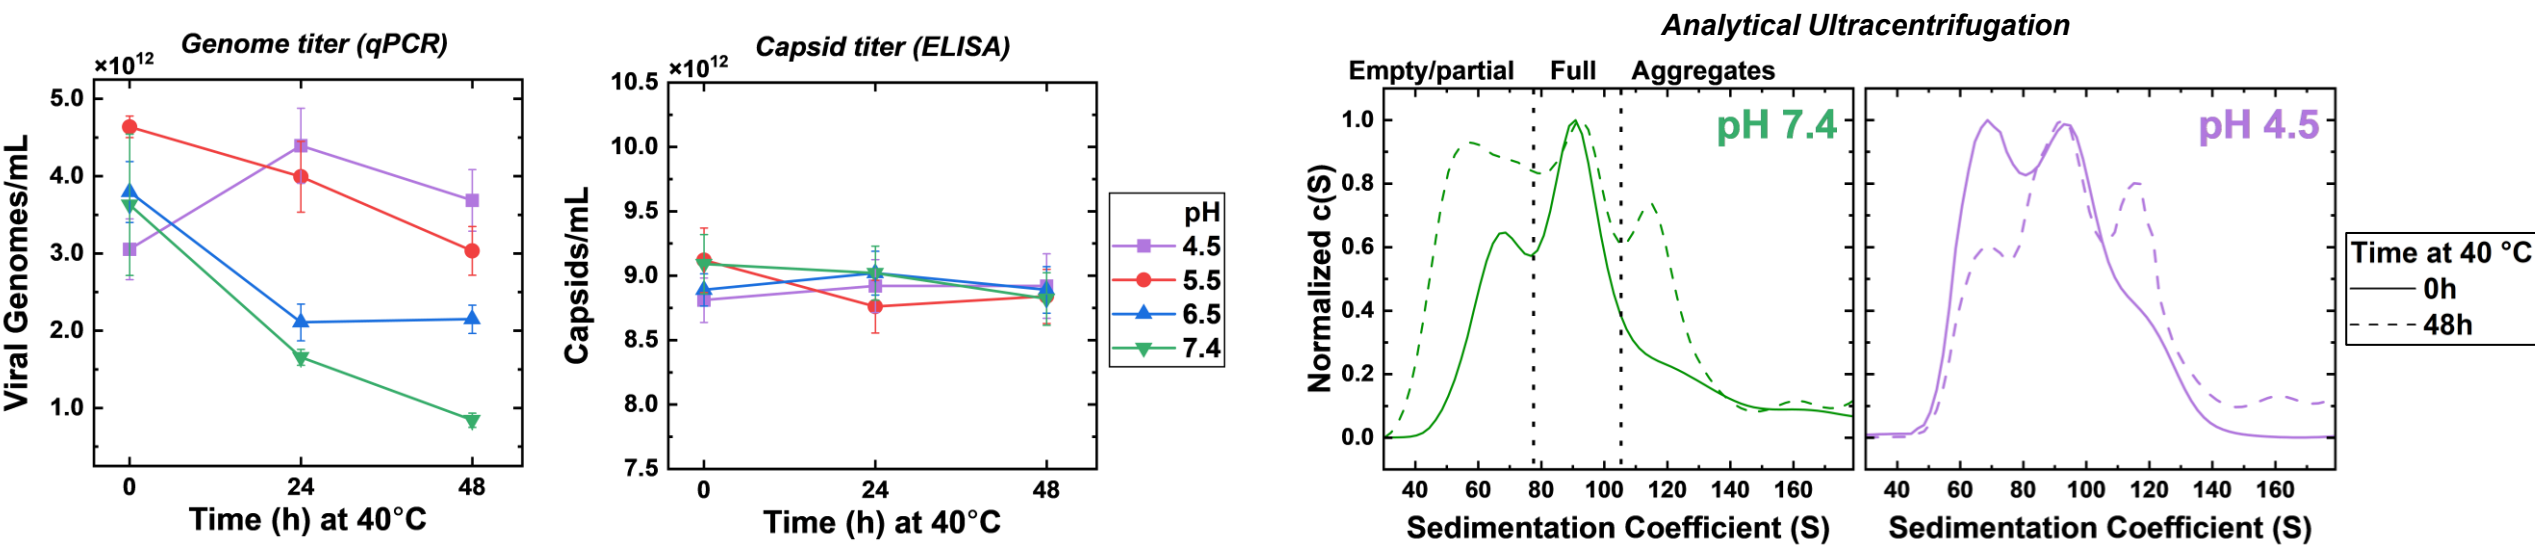 Genome titer (qPCR)
×10¹²
5.0
4.0
3.0
2.0
1.0
Viral Genomes/mL
0 24 48
Time (h) at 40°C
Capsid titer (ELISA)
×10¹²
10.5
10.0
9.5
9.0
8.5
8.0
7.5
Capsids/mL
0 24 48
Time (h) at 40°C
pH
4.5
5.5
6.5
7.4
Analytical Ultracentrifugation
Empty/partial Full Aggregates
pH 7.4
pH 4.5
1.0
0.8
0.6
0.4
0.2
0.0
Normalized c(S)
40 60 80 100 120 140 160
Sedimentation Coefficient (S)
40 60 80 100 120 140 160
Sedimentation Coefficient (S)
Time at 40 °C
0h
48h